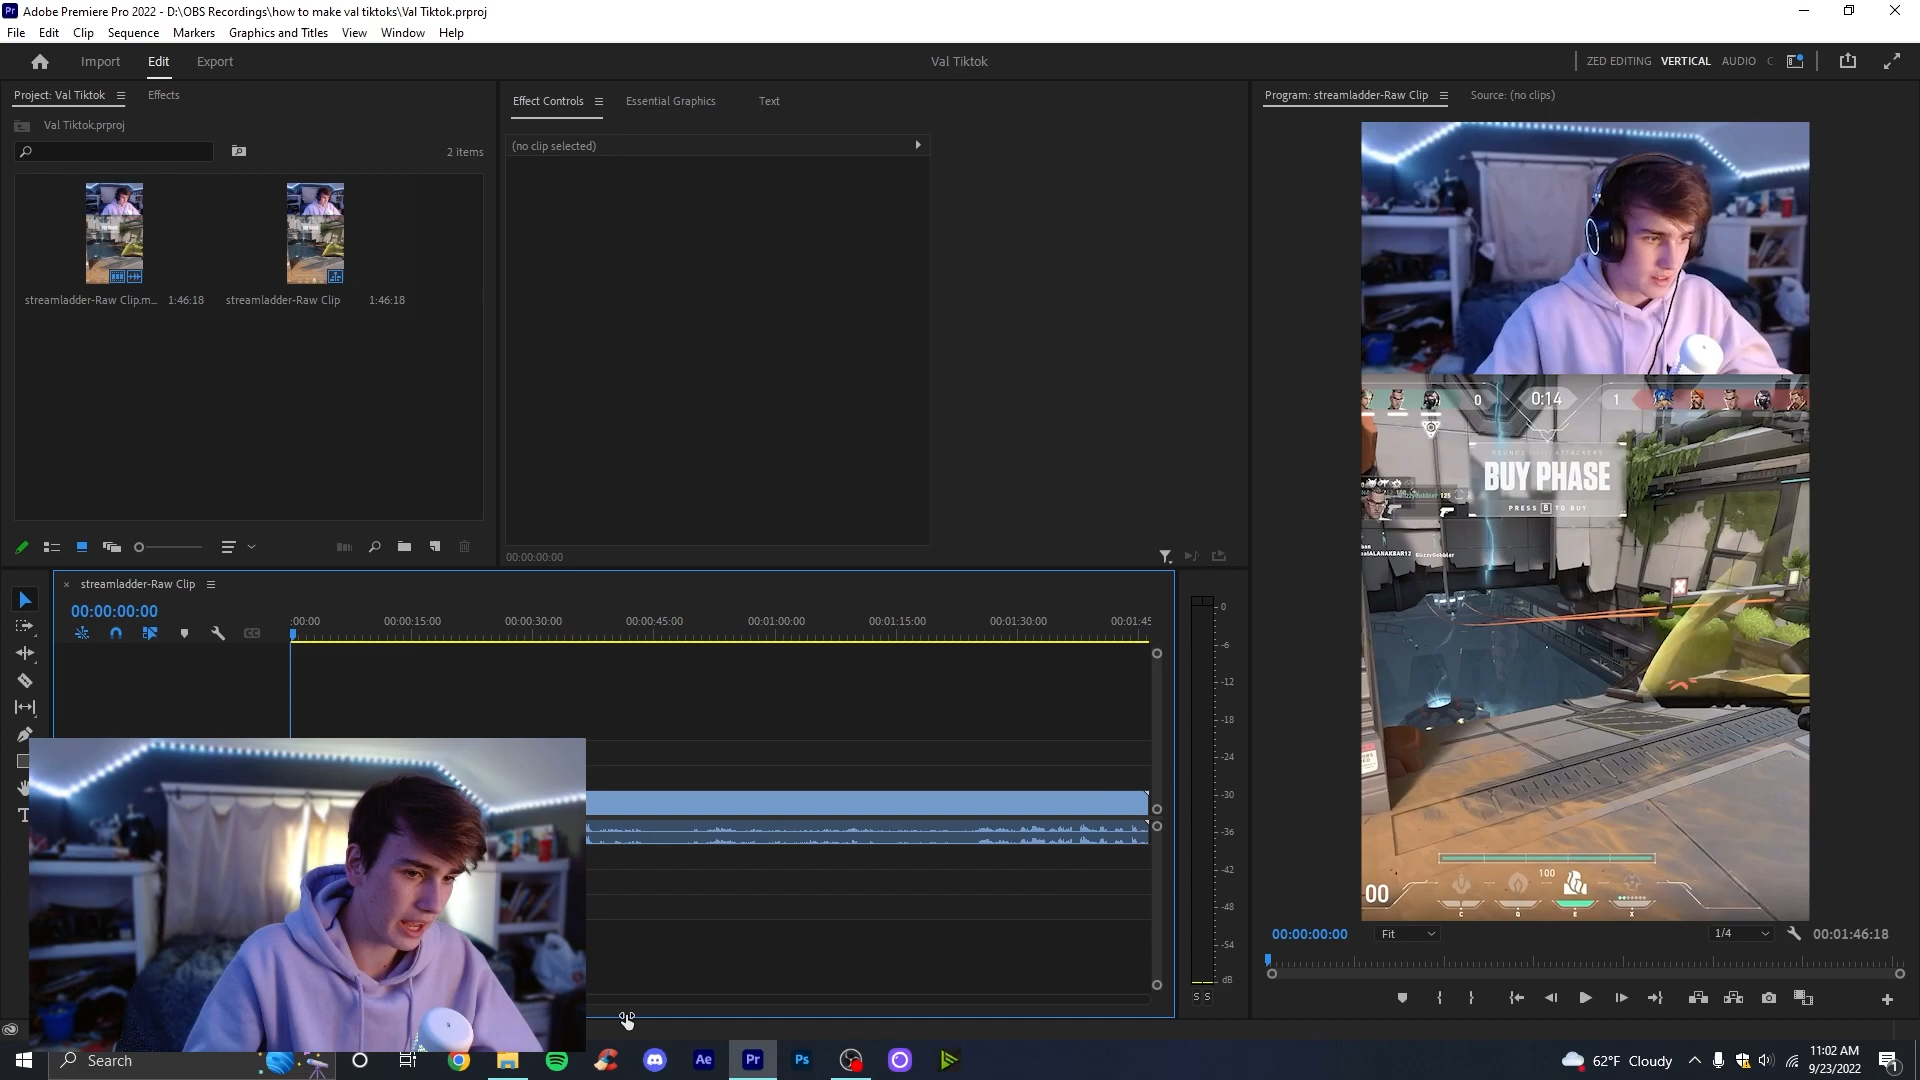 Adobe Premiere Pro 2022 - D:\OBS Recordings\how to make val tiktoks\Val Tiktok.prproj
File Edit Clip Sequence Markers Graphics and Titles View Window Help
Import Edit Export
Val Tiktok
ZED EDITING VERTICAL AUDIO
Project: Val Tiktok
Effects
Val Tiktok.prproj
2 items
streamladder-Raw Clip.m... 1:46:18
streamladder-Raw Clip 1:46:18
Effect Controls Essential Graphics Text
(no clip selected)
00:00:00:00
Program: streamladder-Raw Clip
Source: (no clips)
0 0:14 1
ATTACKERS
BUY PHASE
PRESS B TO BUY
GlizzyGobbler
100
00
C Q E X
00:00:00:00 Fit 1/4 00:01:46:18
streamladder-Raw Clip
00:00:00:00
:00:00 00:00:15:00 00:00:30:00 00:00:45:00 00:01:00:00 00:01:15:00 00:01:30:00 00:01:45
0
-6
-12
-18
-24
-30
-36
-42
-48
-54
dB
S S
Search
Ae Pr Ps
62°F Cloudy
11:02 AM
9/23/2022
1